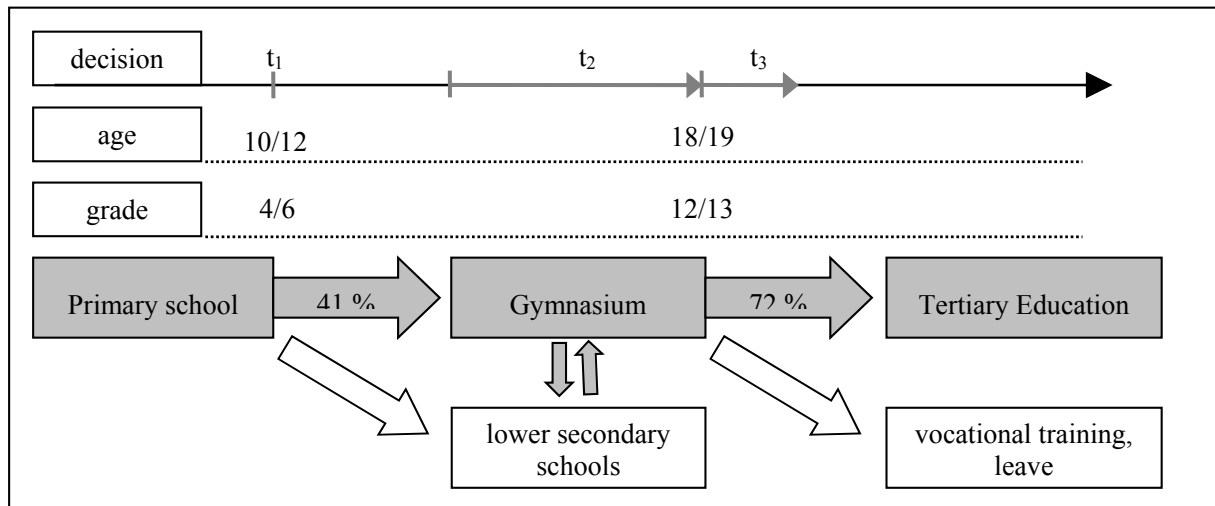 decision t₁ t₂ t₃
age 10/12 18/19
grade 4/6 12/13
Primary school 41 % Gymnasium 72 % Tertiary Education
lower secondary
schools
vocational training,
leave